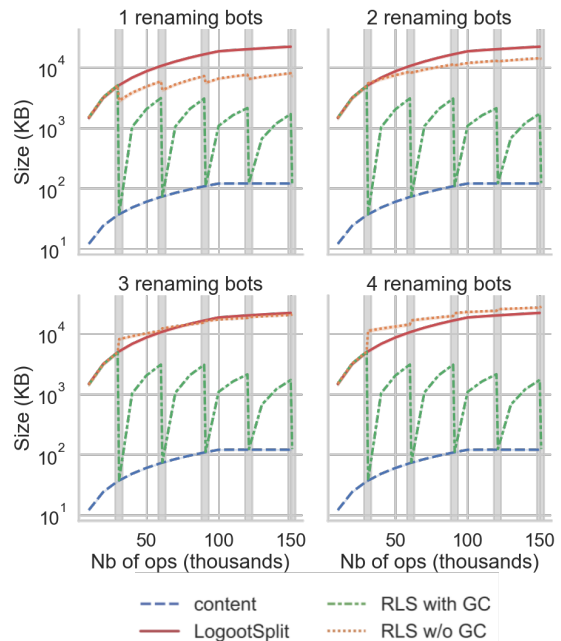 1 renaming bots
2 renaming bots
Size (KB)
10^4
10^3
10^2
10^1
3 renaming bots
4 renaming bots
Size (KB)
10^4
10^3
10^2
10^1
50 100 150
50 100 150
Nb of ops (thousands)
Nb of ops (thousands)
content
RLS with GC
LogootSplit
RLS w/o GC